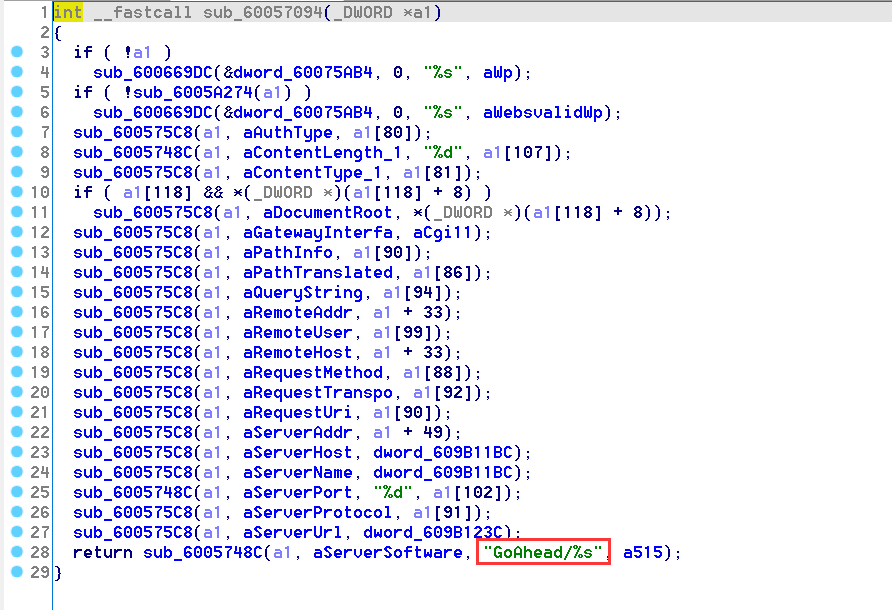 1 int __fastcall sub_60057094(_DWORD *a1)
2 {
3 if ( !a1 )
4 sub_600669DC(&dword_60075AB4, 0, "%s", aWp);
5 if ( !sub_6005A274(a1) )
6 sub_600669DC(&dword_60075AB4, 0, "%s", aWebsvalidWp);
7 sub_600575C8(a1, aAuthType, a1[80]);
8 sub_6005748C(a1, aContentLength_1, "%d", a1[107]);
9 sub_600575C8(a1, aContentType_1, a1[81]);
10 if ( a1[118] && *(_DWORD *)(a1[118] + 8) )
11 sub_600575C8(a1, aDocumentRoot, *(_DWORD *)(a1[118] + 8));
12 sub_600575C8(a1, aGatewayInterfa, aCgi11);
13 sub_600575C8(a1, aPathInfo, a1[90]);
14 sub_600575C8(a1, aPathTranslated, a1[86]);
15 sub_600575C8(a1, aQueryString, a1[94]);
16 sub_600575C8(a1, aRemoteAddr, a1 + 33);
17 sub_600575C8(a1, aRemoteUser, a1[99]);
18 sub_600575C8(a1, aRemoteHost, a1 + 33);
19 sub_600575C8(a1, aRequestMethod, a1[88]);
20 sub_600575C8(a1, aRequestTranspo, a1[92]);
21 sub_600575C8(a1, aRequestUri, a1[90]);
22 sub_600575C8(a1, aServerAddr, a1 + 49);
23 sub_600575C8(a1, aServerHost, dword_609B11BC);
24 sub_600575C8(a1, aServerName, dword_609B11BC);
25 sub_6005748C(a1, aServerPort, "%d", a1[102]);
26 sub_600575C8(a1, aServerProtocol, a1[91]);
27 sub_600575C8(a1, aServerUrl, dword_609B123C);
28 return sub_6005748C(a1, aServerSoftware, "GoAhead/%s", a515);
29 }